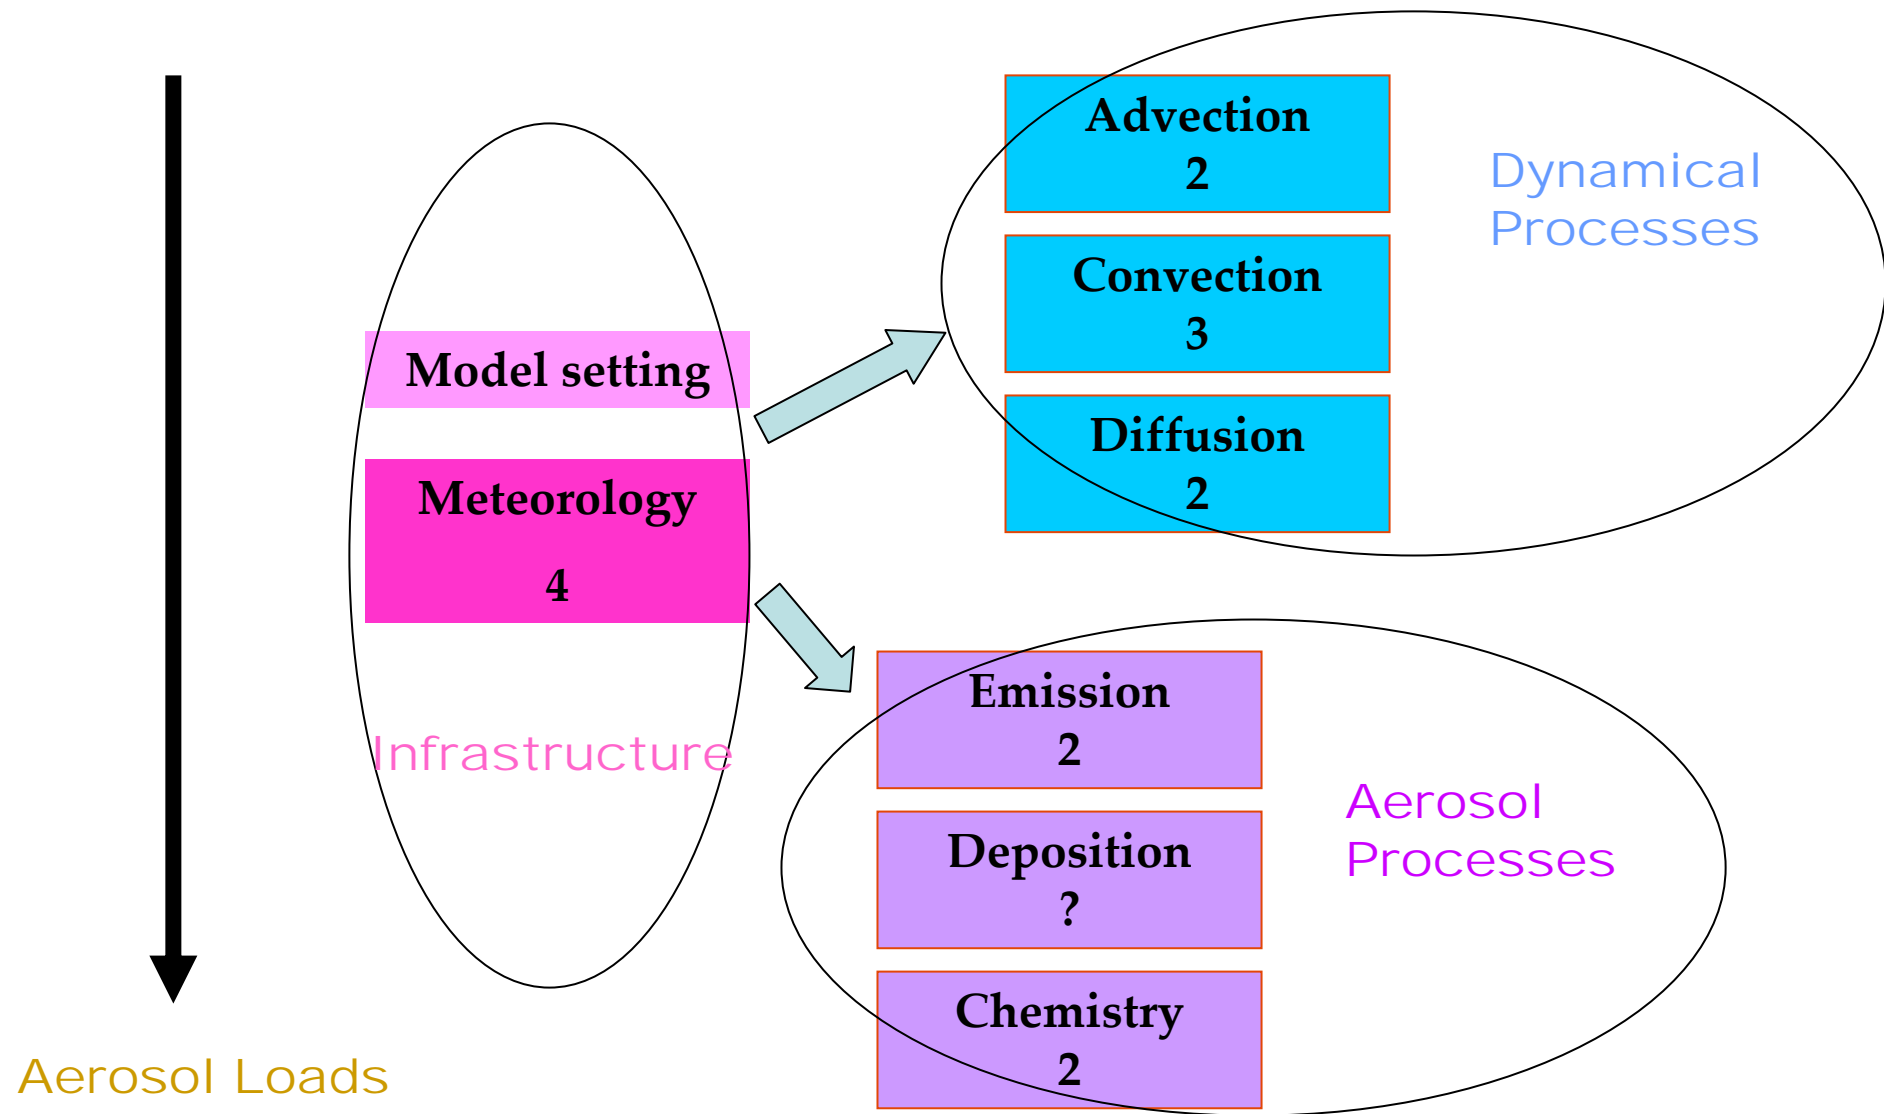 Model setting
Meteorology
4
Infrastructure
Advection
2
Convection
3
Diffusion
2
Dynamical
Processes
Emission
2
Deposition
?
Chemistry
2
Aerosol
Processes
Aerosol Loads